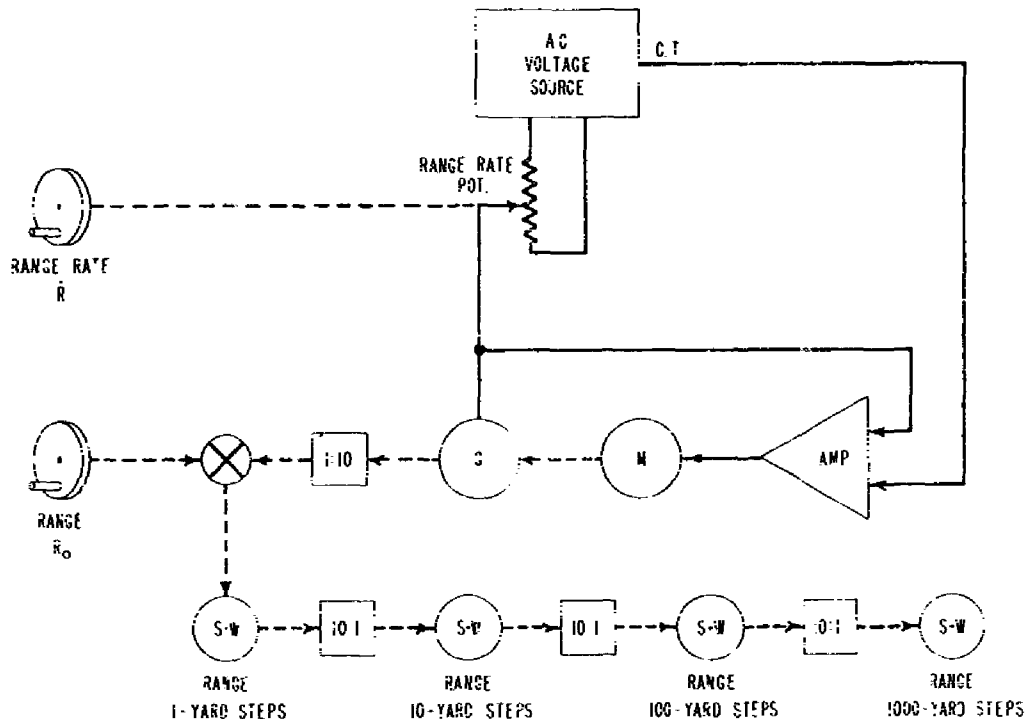 A C
VOLTAGE
SOURCE
C.T
RANGE RATE
POT.
RANGE RATE
Ṙ
RANGE
R₀
1:10
G
M
AMP
S-W
10:1
S-W
10:1
S-W
10:1
S-W
RANGE
1-YARD STEPS
RANGE
10-YARD STEPS
RANGE
100-YARD STEPS
RANGE
1000-YARD STEPS